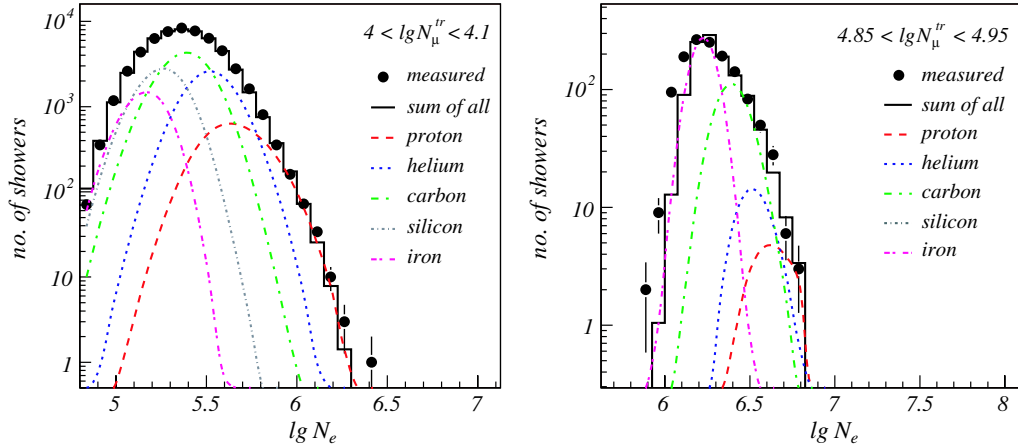 no. of showers
10^4
10^3
10^2
10
1
4 < lgN_μ^tr < 4.1
measured
sum of all
proton
helium
carbon
silicon
iron
5 5.5 6 6.5 7
lg N_e
no. of showers
10^2
10
1
4.85 < lgN_μ^tr < 4.95
measured
sum of all
proton
helium
carbon
silicon
iron
6 6.5 7 7.5 8
lg N_e